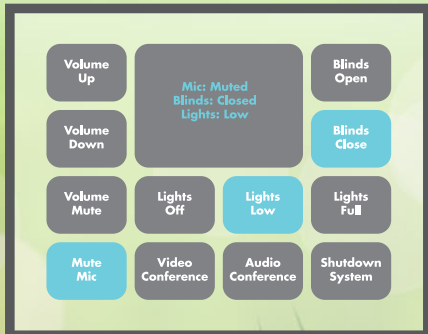 Volume
Up
Mic: Muted
Blinds: Closed
Lights: Low
Blinds
Open
Volume
Down
Blinds
Close
Volume
Mute
Lights
Off
Lights
Low
Lights
Full
Mute
Mic
Video
Conference
Audio
Conference
Shutdown
System